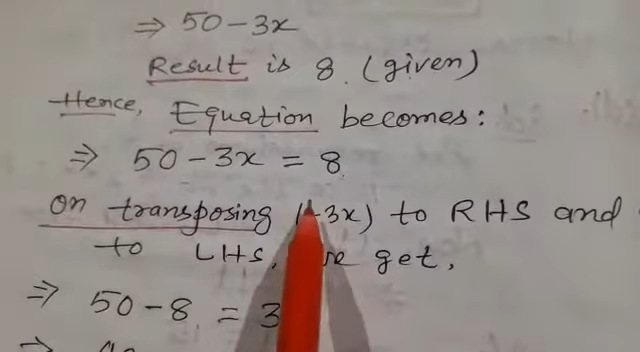 ⇒ 50 - 3x
Result is 8. (given)
Hence, Equation becomes:
⇒ 50 - 3x = 8
On transposing (-3x) to RHS and
to LHS, get,
⇒ 50 - 8 = 3
⇒